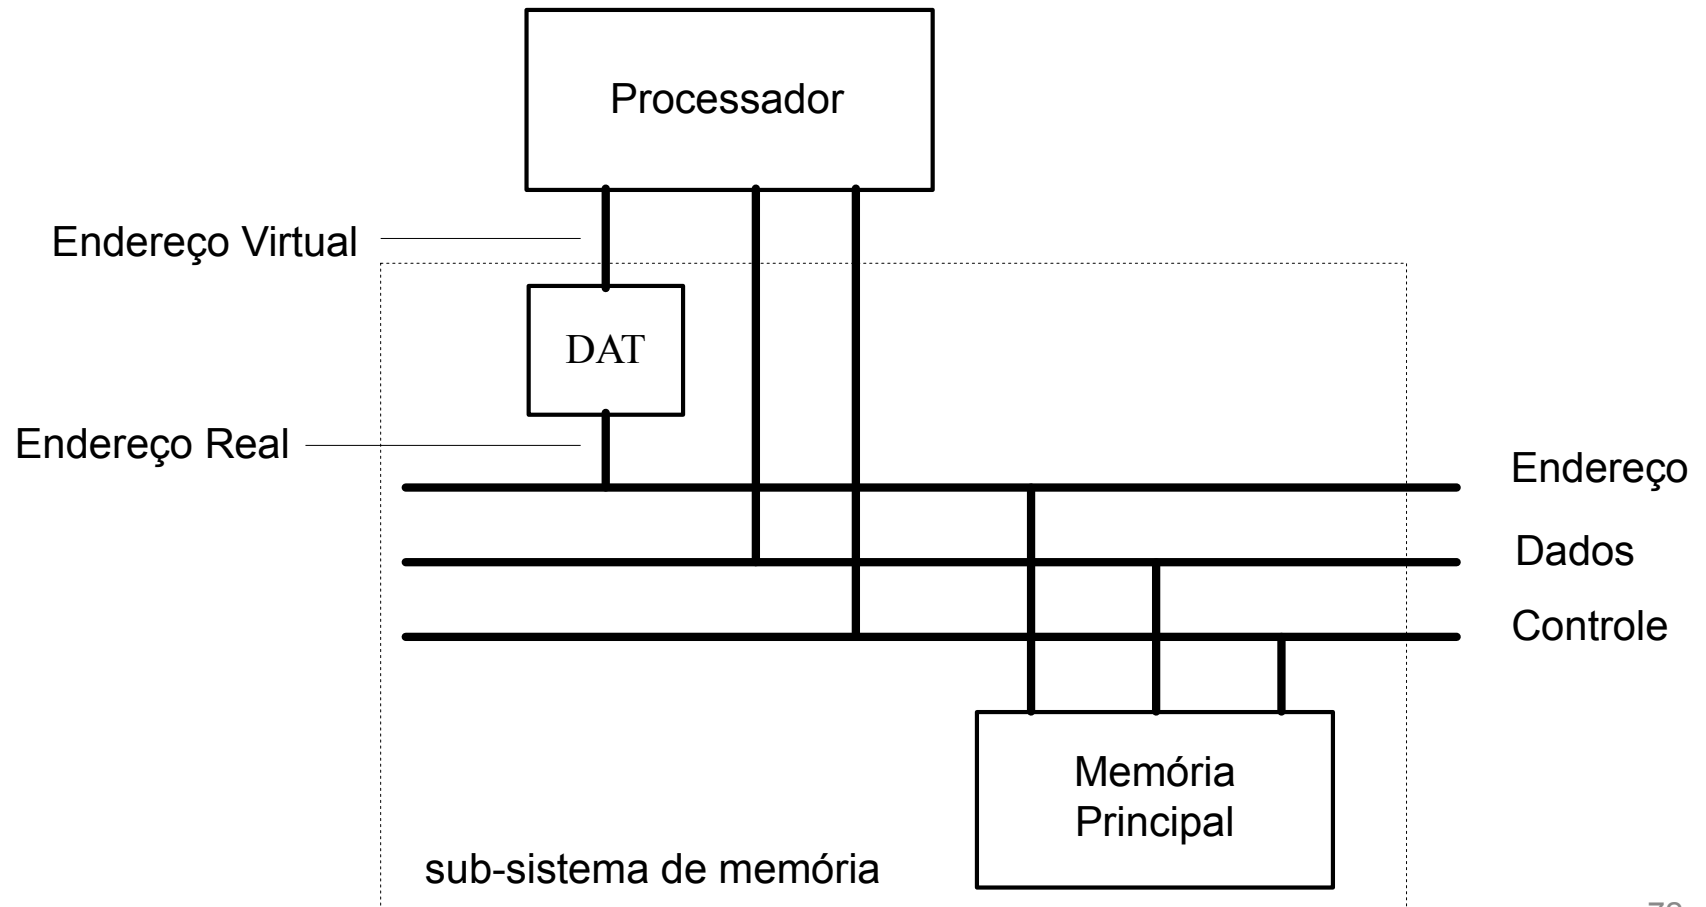 Processador
Endereço Virtual
DAT
Endereço Real
Endereço
Dados
Controle
Memória
Principal
sub-sistema de memória